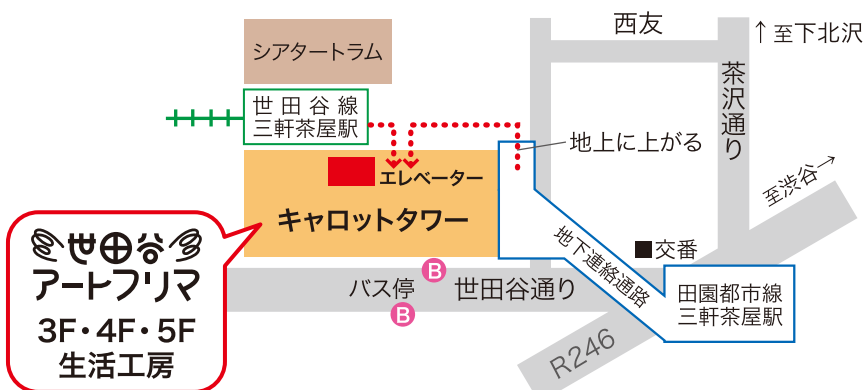 西友
↑至下北沢
シアタートラム
茶沢通り
世田谷線
三軒茶屋駅
地上に上がる
エレベーター
至渋谷→
キャロットタワー
世田谷
アートフリマ
3F・4F・5F
生活工房
地下連絡通路
交番
B
バス停
世田谷通り
B
田園都市線
三軒茶屋駅
R246